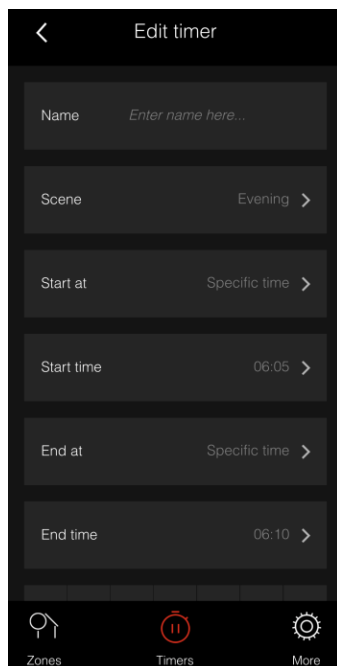 Edit timer
Name Enter name here...
Scene Evening
Start at Specific time
Start time 06:05
End at Specific time
End time 06:10
Zones Timers More